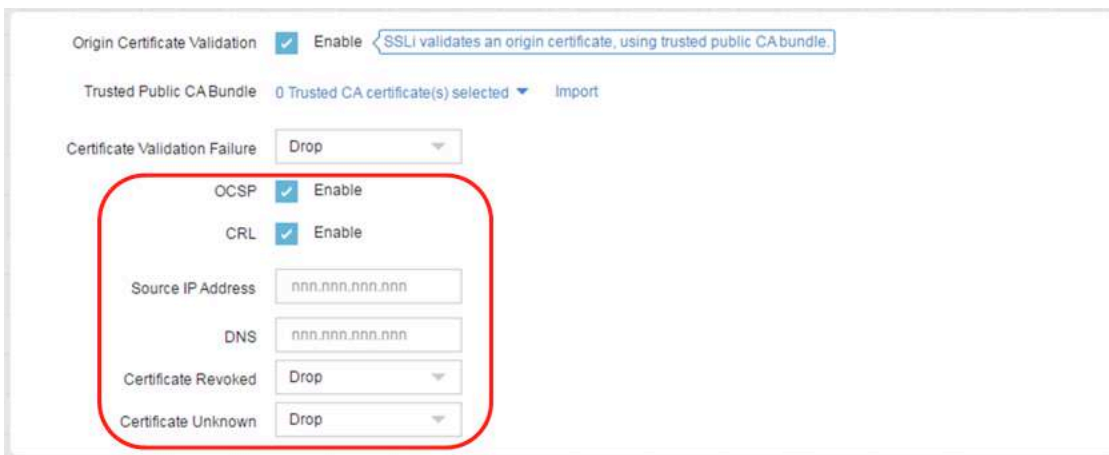 Origin Certificate Validation Enable SSLi validates an origin certificate, using trusted public CA bundle.
Trusted Public CA Bundle 0 Trusted CA certificate(s) selected Import
Certificate Validation Failure Drop
OCSP Enable
CRL Enable
Source IP Address nnn.nnn.nnn.nnn
DNS nnn.nnn.nnn.nnn
Certificate Revoked Drop
Certificate Unknown Drop